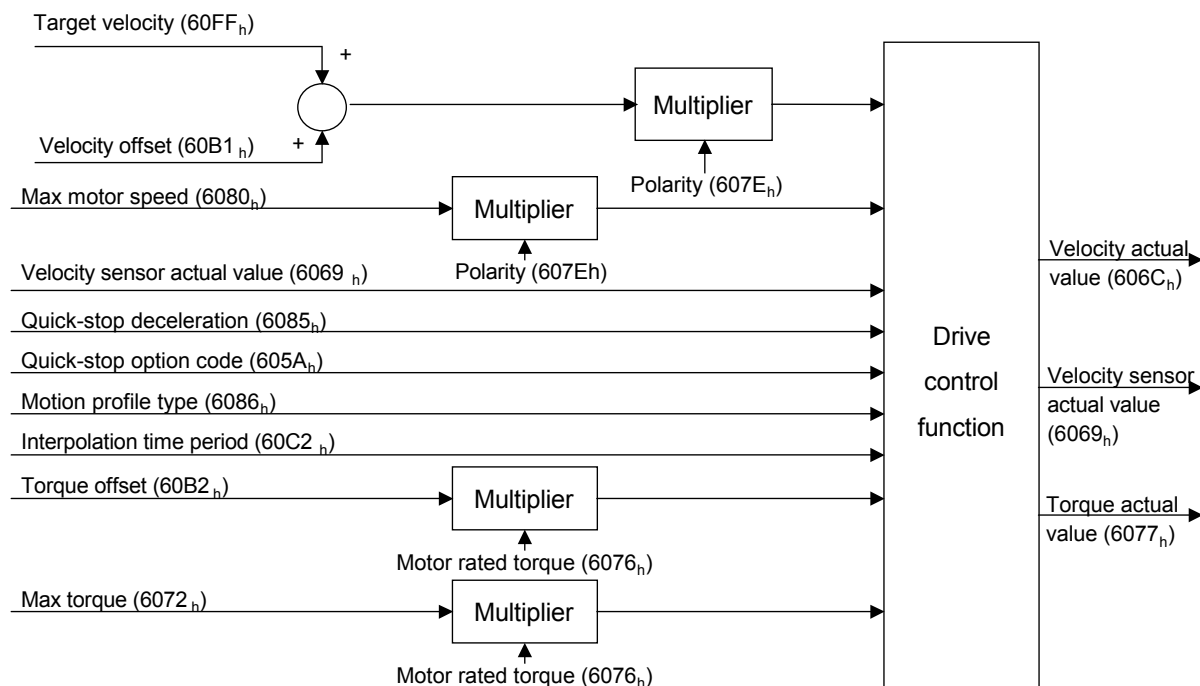 Target velocity (60FFₕ)
+
Multiplier
+
Velocity offset (60B1 ₕ)
Polarity (607Eₕ)
Max motor speed (6080ₕ)
Multiplier
Velocity sensor actual value (6069 ₕ)
Polarity (607Eh)
Quick-stop deceleration (6085ₕ)
Quick-stop option code (605Aₕ)
Motion profile type (6086ₕ)
Interpolation time period (60C2 ₕ)
Torque offset (60B2 ₕ)
Multiplier
Motor rated torque (6076ₕ)
Max torque (6072 ₕ)
Multiplier
Motor rated torque (6076ₕ)
Drive
control
function
Velocity actual
value (606Cₕ)
Velocity sensor
actual value
(6069ₕ)
Torque actual
value (6077ₕ)